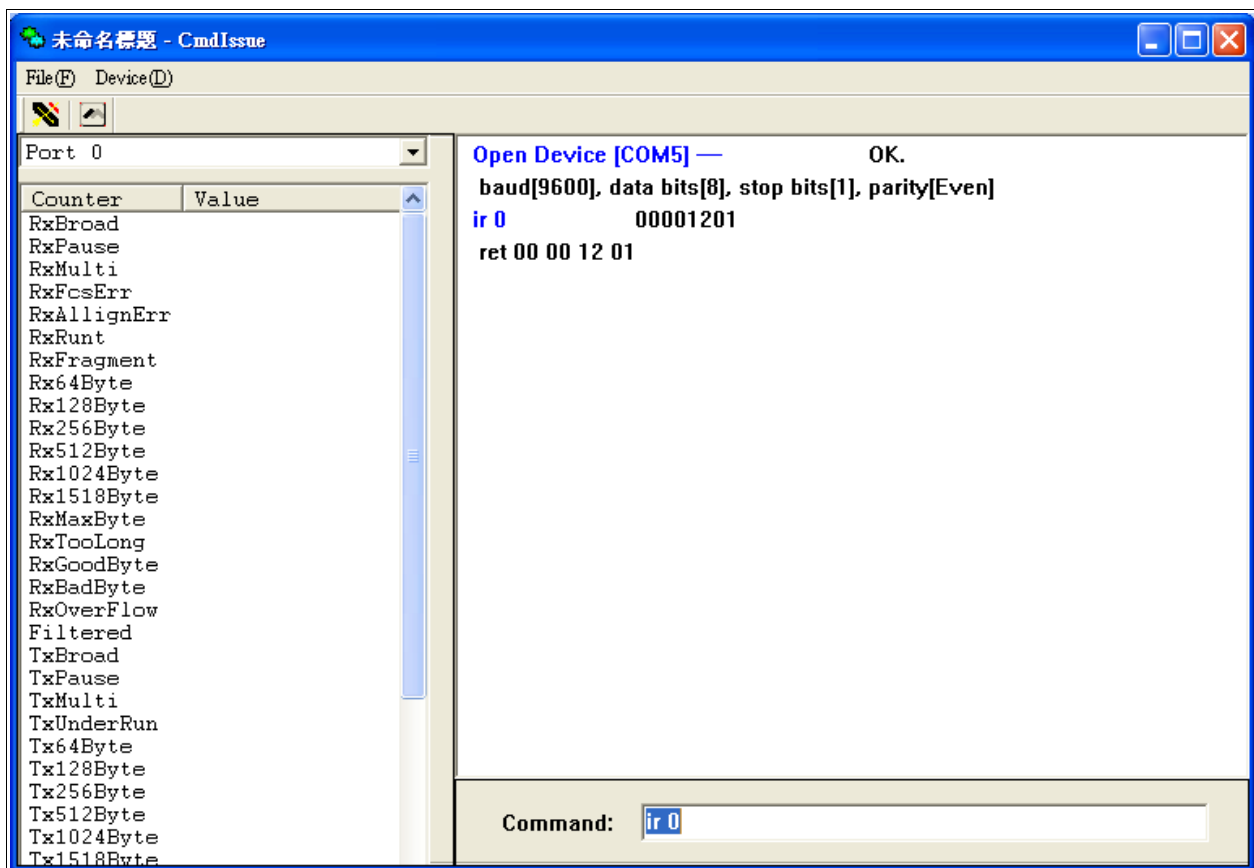 未命名標題 - CmdIssue
File(F) Device(D)
Port 0
Counter Value
RxBroad
RxPause
RxMulti
RxFcsErr
RxAllignErr
RxRunt
RxFragment
Rx64Byte
Rx128Byte
Rx256Byte
Rx512Byte
Rx1024Byte
Rx1518Byte
RxMaxByte
RxTooLong
RxGoodByte
RxBadByte
RxOverFlow
Filtered
TxBroad
TxPause
TxMulti
TxUnderRun
Tx64Byte
Tx128Byte
Tx256Byte
Tx512Byte
Tx1024Byte
Tx1518Byte
Open Device [COM5] — OK.
baud[9600], data bits[8], stop bits[1], parity[Even]
ir 0 00001201
ret 00 00 12 01
Command: ir 0